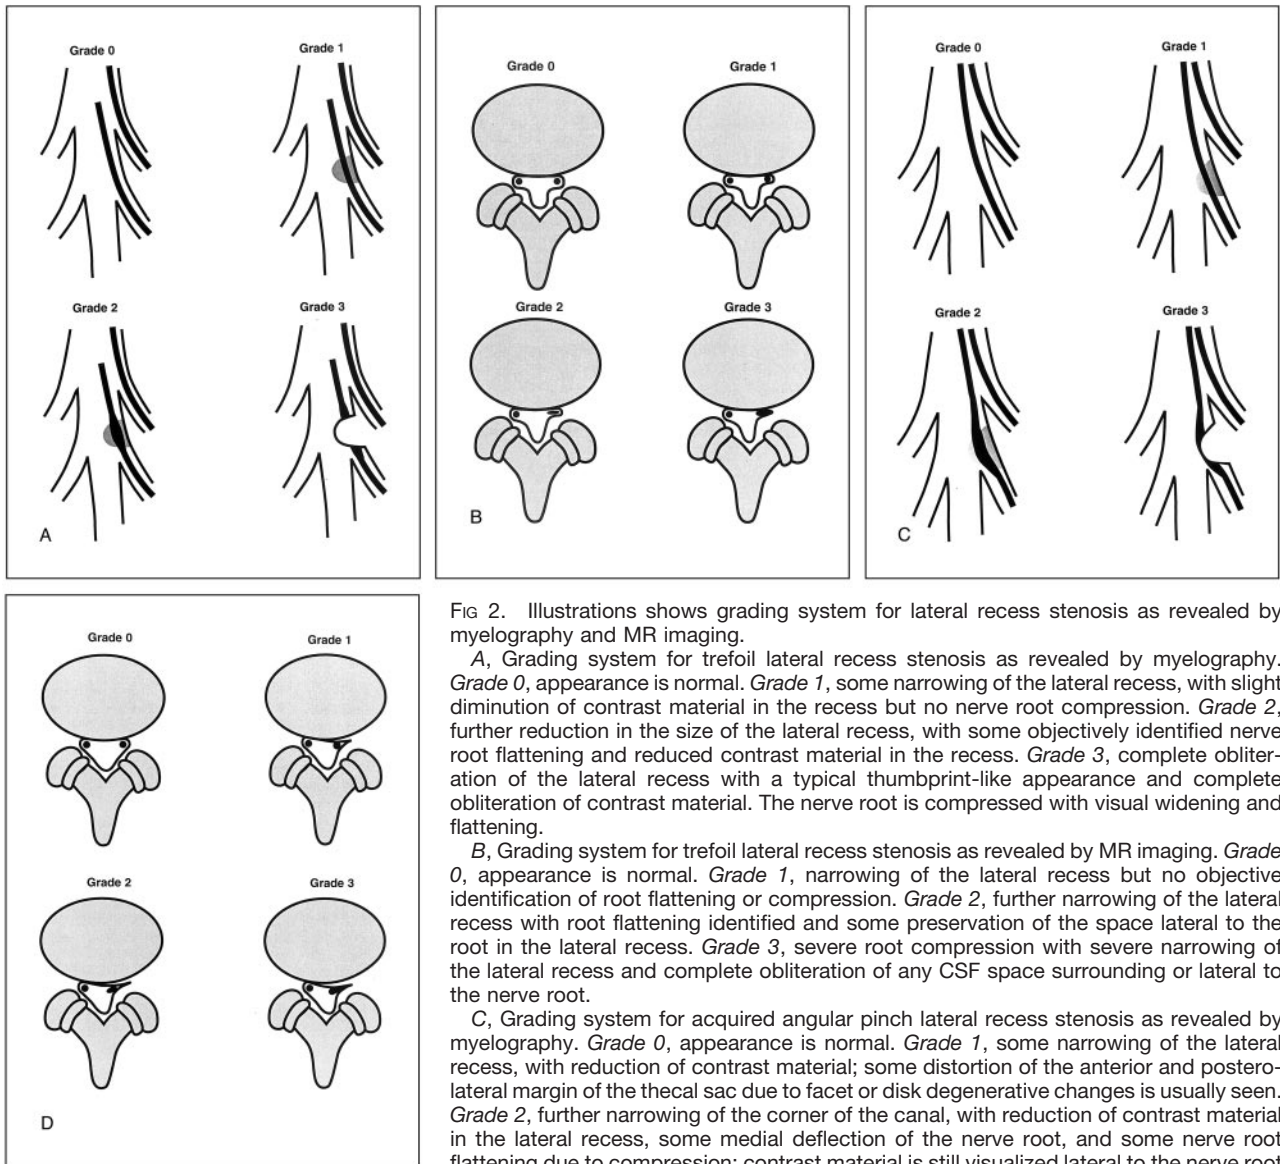 Grade 0
Grade 1
Grade 2
Grade 3
A
Grade 0
Grade 1
Grade 2
Grade 3
B
Grade 0
Grade 1
Grade 2
Grade 3
C
Grade 0
Grade 1
Grade 2
Grade 3
D
FIG 2. Illustrations shows grading system for lateral recess stenosis as revealed by
myelography and MR imaging.
A, Grading system for trefoil lateral recess stenosis as revealed by myelography.
Grade 0, appearance is normal. Grade 1, some narrowing of the lateral recess, with slight
diminution of contrast material in the recess but no nerve root compression. Grade 2,
further reduction in the size of the lateral recess, with some objectively identified nerve
root flattening and reduced contrast material in the recess. Grade 3, complete obliter-
ation of the lateral recess with a typical thumbprint-like appearance and complete
obliteration of contrast material. The nerve root is compressed with visual widening and
flattening.
B, Grading system for trefoil lateral recess stenosis as revealed by MR imaging. Grade
0, appearance is normal. Grade 1, narrowing of the lateral recess but no objective
identification of root flattening or compression. Grade 2, further narrowing of the lateral
recess with root flattening identified and some preservation of the space lateral to the
root in the lateral recess. Grade 3, severe root compression with severe narrowing of
the lateral recess and complete obliteration of any CSF space surrounding or lateral to
the nerve root.
C, Grading system for acquired angular pinch lateral recess stenosis as revealed by
myelography. Grade 0, appearance is normal. Grade 1, some narrowing of the lateral
recess, with reduction of contrast material; some distortion of the anterior and postero-
lateral margin of the thecal sac due to facet or disk degenerative changes is usually seen.
Grade 2, further narrowing of the corner of the canal, with reduction of contrast material
in the lateral recess, some medial deflection of the nerve root, and some nerve root
flattening due to compression; contrast material is still visualized lateral to the nerve root